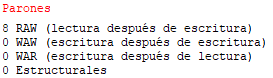 Parones
8 RAW (lectura después de escritura)
0 WAW (escritura después de escritura)
0 WAR (escritura después de lectura)
0 Estructurales